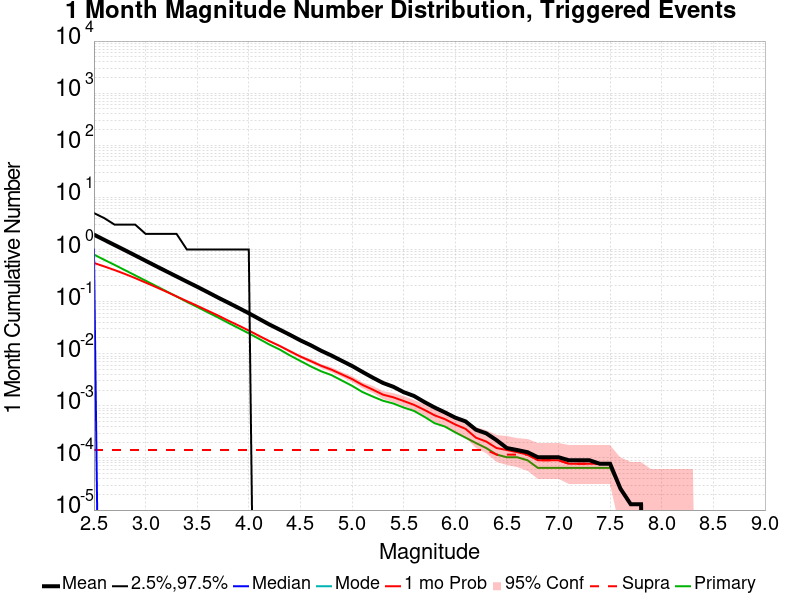 1 Month Magnitude Number Distribution, Triggered Events
1 Month Cumulative Number
10^4
10^3
10^2
10^1
10^0
10^-1
10^-2
10^-3
10^-4
10^-5
2.5 3.0 3.5 4.0 4.5 5.0 5.5 6.0 6.5 7.0 7.5 8.0 8.5 9.0
Magnitude
Mean 2.5%,97.5% Median Mode 1 mo Prob 95% Conf Supra Primary